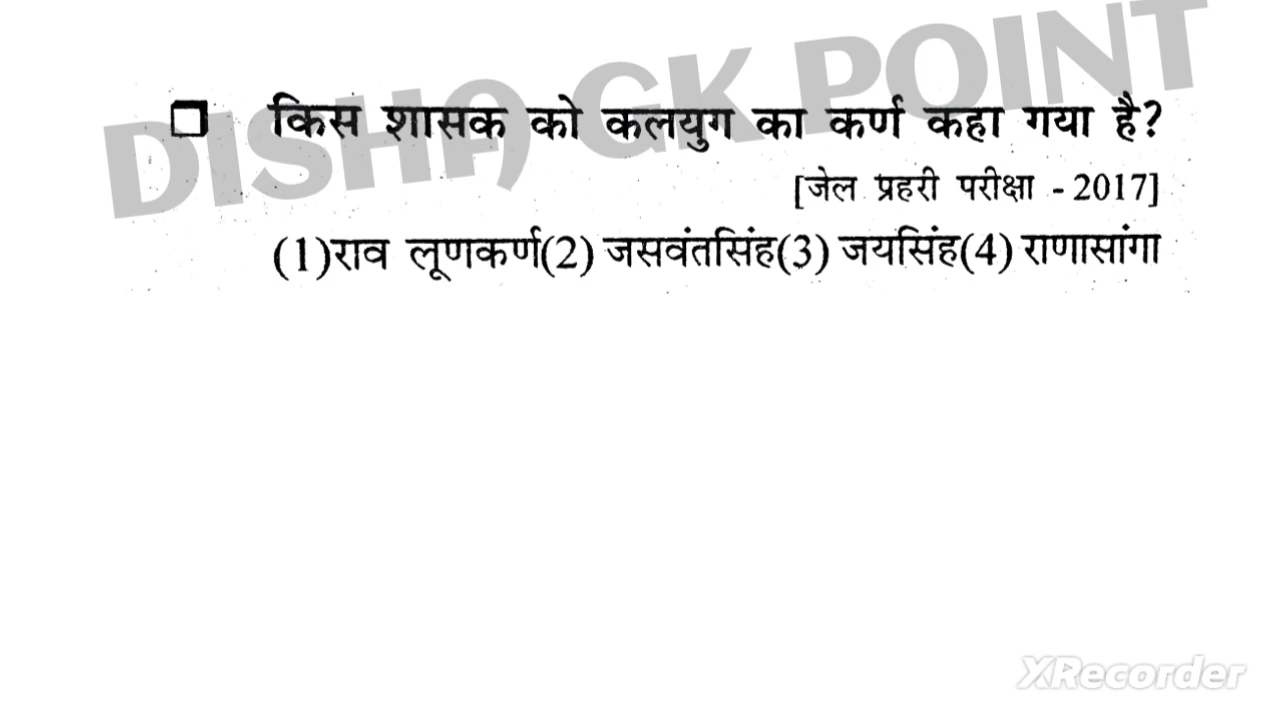 DISHA GK POINT
किस शासक को कलयुग का कर्ण कहा गया है?
[जेल प्रहरी परीक्षा - 2017]
(1)राव लूणकर्ण(2) जसवंतसिंह(3) जयसिंह(4) राणासांगा
XRecorder